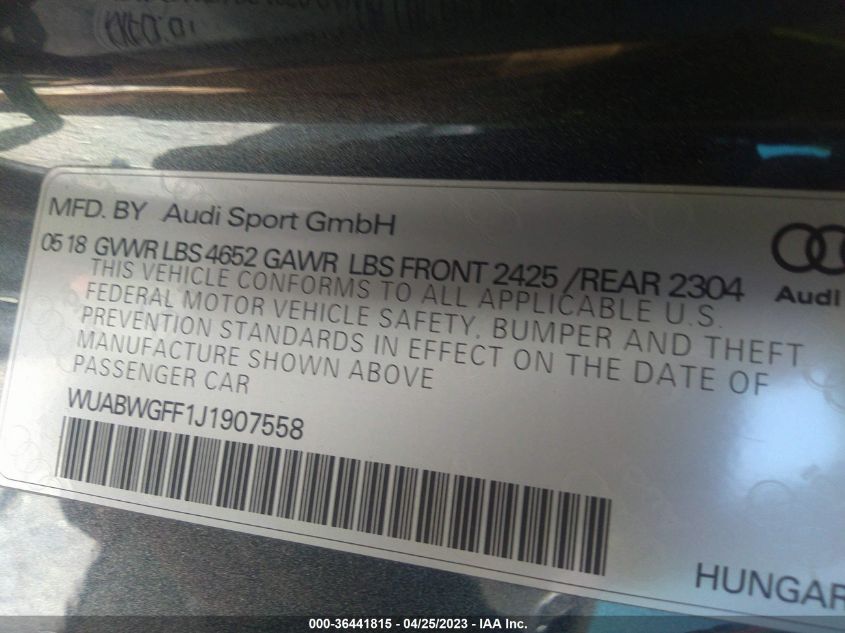 MFD. BY Audi Sport GmbH
05 18 GVWR LBS 4652 GAWR LBS FRONT 2425 /REAR 2304
THIS VEHICLE CONFORMS TO ALL APPLICABLE U.S.
FEDERAL MOTOR VEHICLE SAFETY, BUMPER AND THEFT
PREVENTION STANDARDS IN EFFECT ON THE DATE OF
MANUFACTURE SHOWN ABOVE
PASSENGER CAR
WUABWGFF1J1907558
Audi
HUNGAR
000-36441815 - 04/25/2023 - IAA Inc.